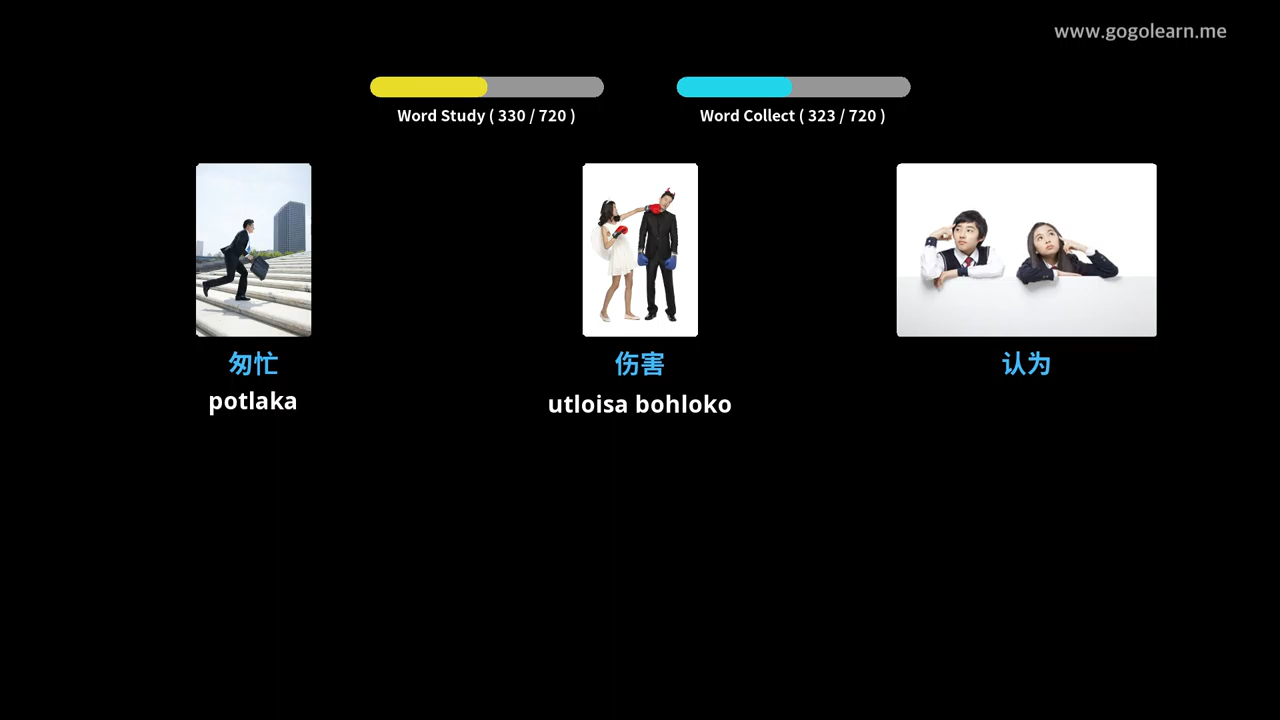 www.gogolearn.me
Word Study ( 330 / 720 )
Word Collect ( 323 / 720 )
匆忙
伤害
认为
potlaka
utloisa bohloko